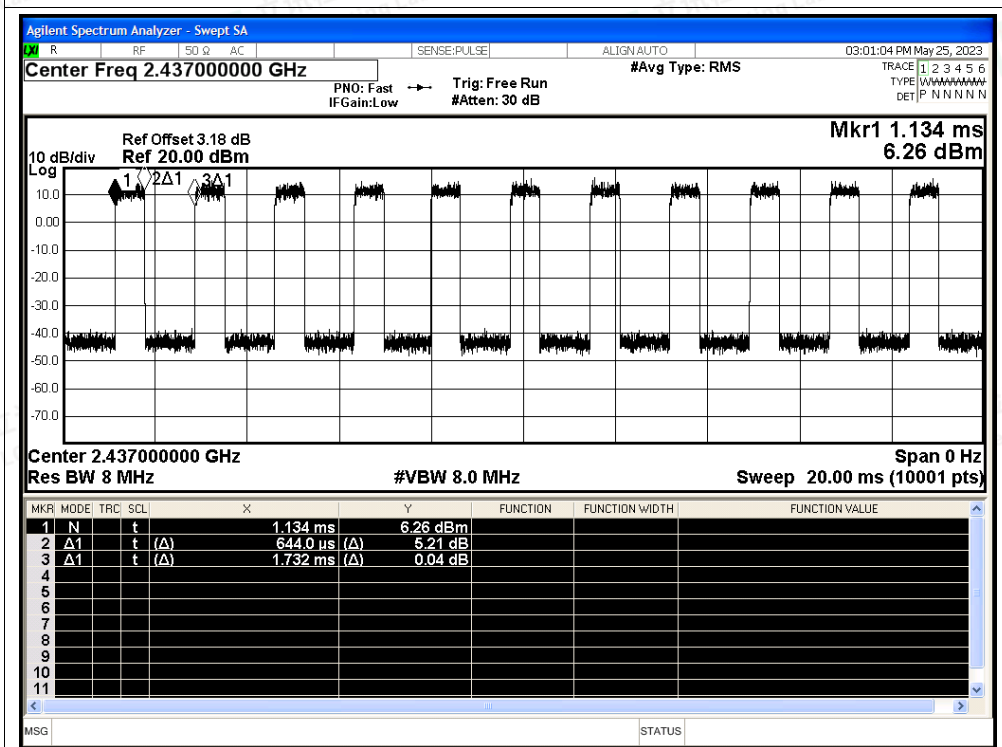 Agilent Spectrum Analyzer - Swept SA
LXI R RF 50 Ω AC SENSE:PULSE ALIGN AUTO 03:01:04 PM May 25, 2023
Center Freq 2.437000000 GHz #Avg Type: RMS TRACE 1 2 3 4 5 6
PNO: Fast Trig: Free Run TYPE WWWWWW
IFGain:Low #Atten: 30 dB DET P N N N N N
Mkr1 1.134 ms
Ref Offset 3.18 dB
10 dB/div Ref 20.00 dBm 6.26 dBm
Log
1 2Δ1 3Δ1
10.0
0.00
-10.0
-20.0
-30.0
-40.0
-50.0
-60.0
-70.0
Center 2.437000000 GHz Span 0 Hz
Res BW 8 MHz #VBW 8.0 MHz Sweep 20.00 ms (10001 pts)
MKR MODE TRC SCL X Y FUNCTION FUNCTION WIDTH FUNCTION VALUE
1 N t 1.134 ms 6.26 dBm
2 Δ1 t (Δ) 644.0 µs (Δ) 5.21 dB
3 Δ1 t (Δ) 1.732 ms (Δ) 0.04 dB
4
5
6
7
8
9
10
11
MSG STATUS